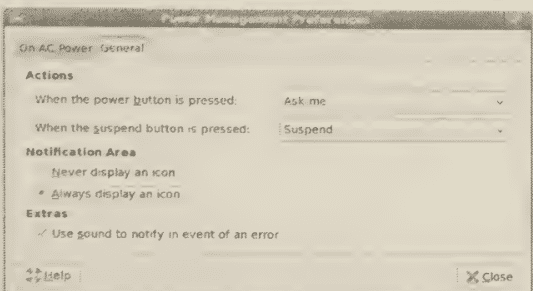 Power Management Preferences
On AC Power General
Actions
When the power button is pressed: Ask me
When the suspend button is pressed: Suspend
Notification Area
Never display an icon
Always display an icon
Extras
Use sound to notify in event of an error
Help Close